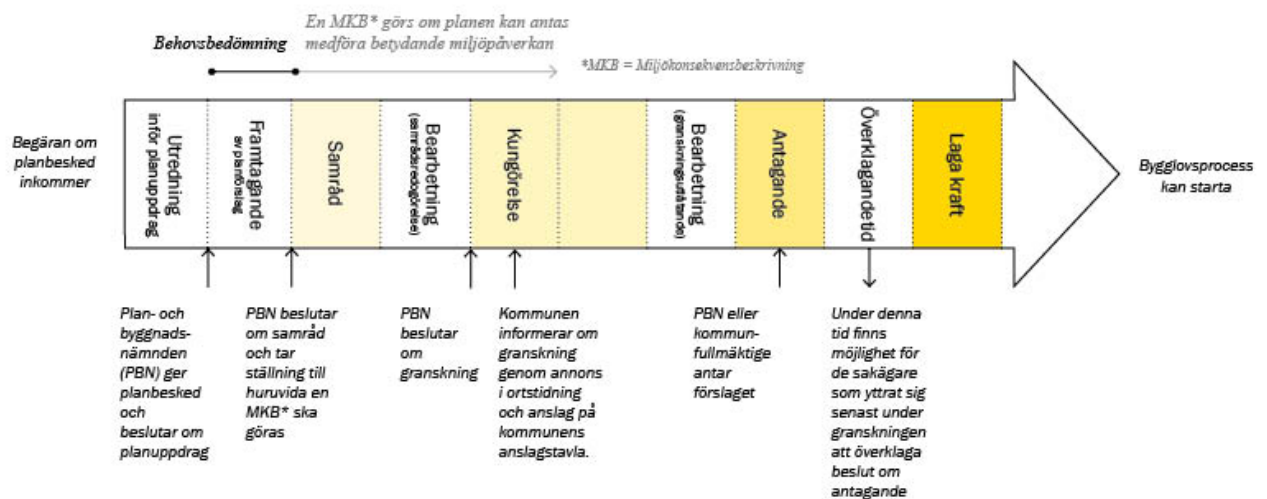 En MKB* görs om planen kan antas
medföra betydande miljöpåverkan
Behovsbedömning
*MKB = Miljökonsekvensbeskrivning
Begäran om
planbesked
inkommer
Utredning
inför planuppdrag
Framtagande
av planförslag
Samråd
Bearbetning
(samrådsredogörelse)
Kungörelse
Bearbetning
(granskningsutlåtande)
Antagande
Överklagandetid
Laga kraft
Bygglovsprocess
kan starta
Plan- och
byggnads-
nämnden
(PBN) ger
planbesked
och
beslutar om
planuppdrag
PBN beslutar
om samråd
och tar
ställning till
huruvida en
MKB* ska
göras
PBN
beslutar
om
granskning
Kommunen
informerar om
granskning
genom annons
i ortstidning
och anslag på
kommunens
anslagstavla.
PBN eller
kommun-
fullmäktige
antar
förslaget
Under denna
tid finns
möjlighet för
de sakägare
som yttrat sig
senast under
granskningen
att överklaga
beslut om
antagande